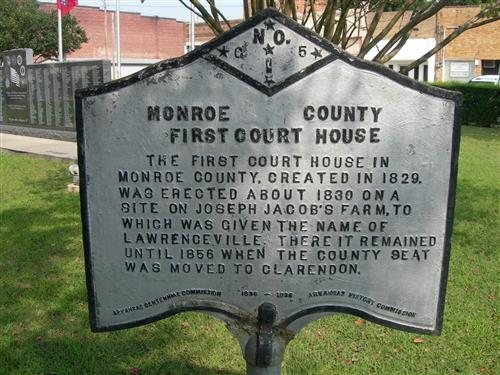 NO.
C 5
1
MONROE COUNTY
FIRST COURT HOUSE
THE FIRST COURT HOUSE IN
MONROE COUNTY, CREATED IN 1829,
WAS ERECTED ABOUT 1830 ON A
SITE ON JOSEPH JACOB'S FARM, TO
WHICH WAS GIVEN THE NAME OF
LAWRENCEVILLE. THERE IT REMAINED
UNTIL 1856 WHEN THE COUNTY SEAT
WAS MOVED TO CLARENDON.
ARKANSAS CENTENNIAL COMMISSION 1836 - 1936 ARKANSAS HISTORY COMMISSION